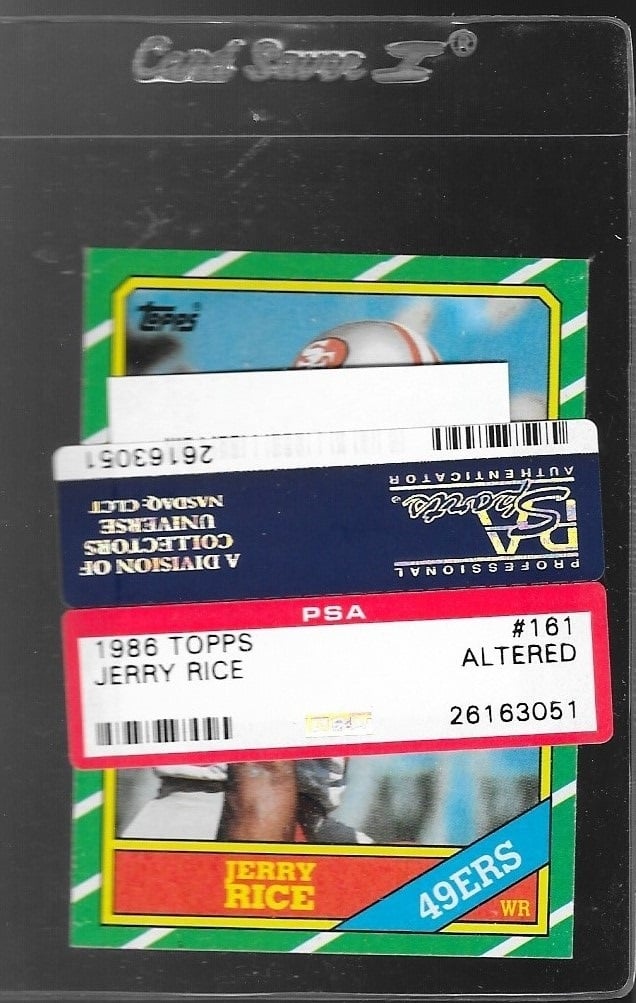 Card Saver I®
topps
26163051
A DIVISION OF
COLLECTORS
UNIVERSE
NASDAQ: CLCT
PROFESSIONAL
PSA
Sports
AUTHENTICATOR
PSA
1986 TOPPS #161
JERRY RICE ALTERED
26163051
JERRY
RICE
49ERS
WR